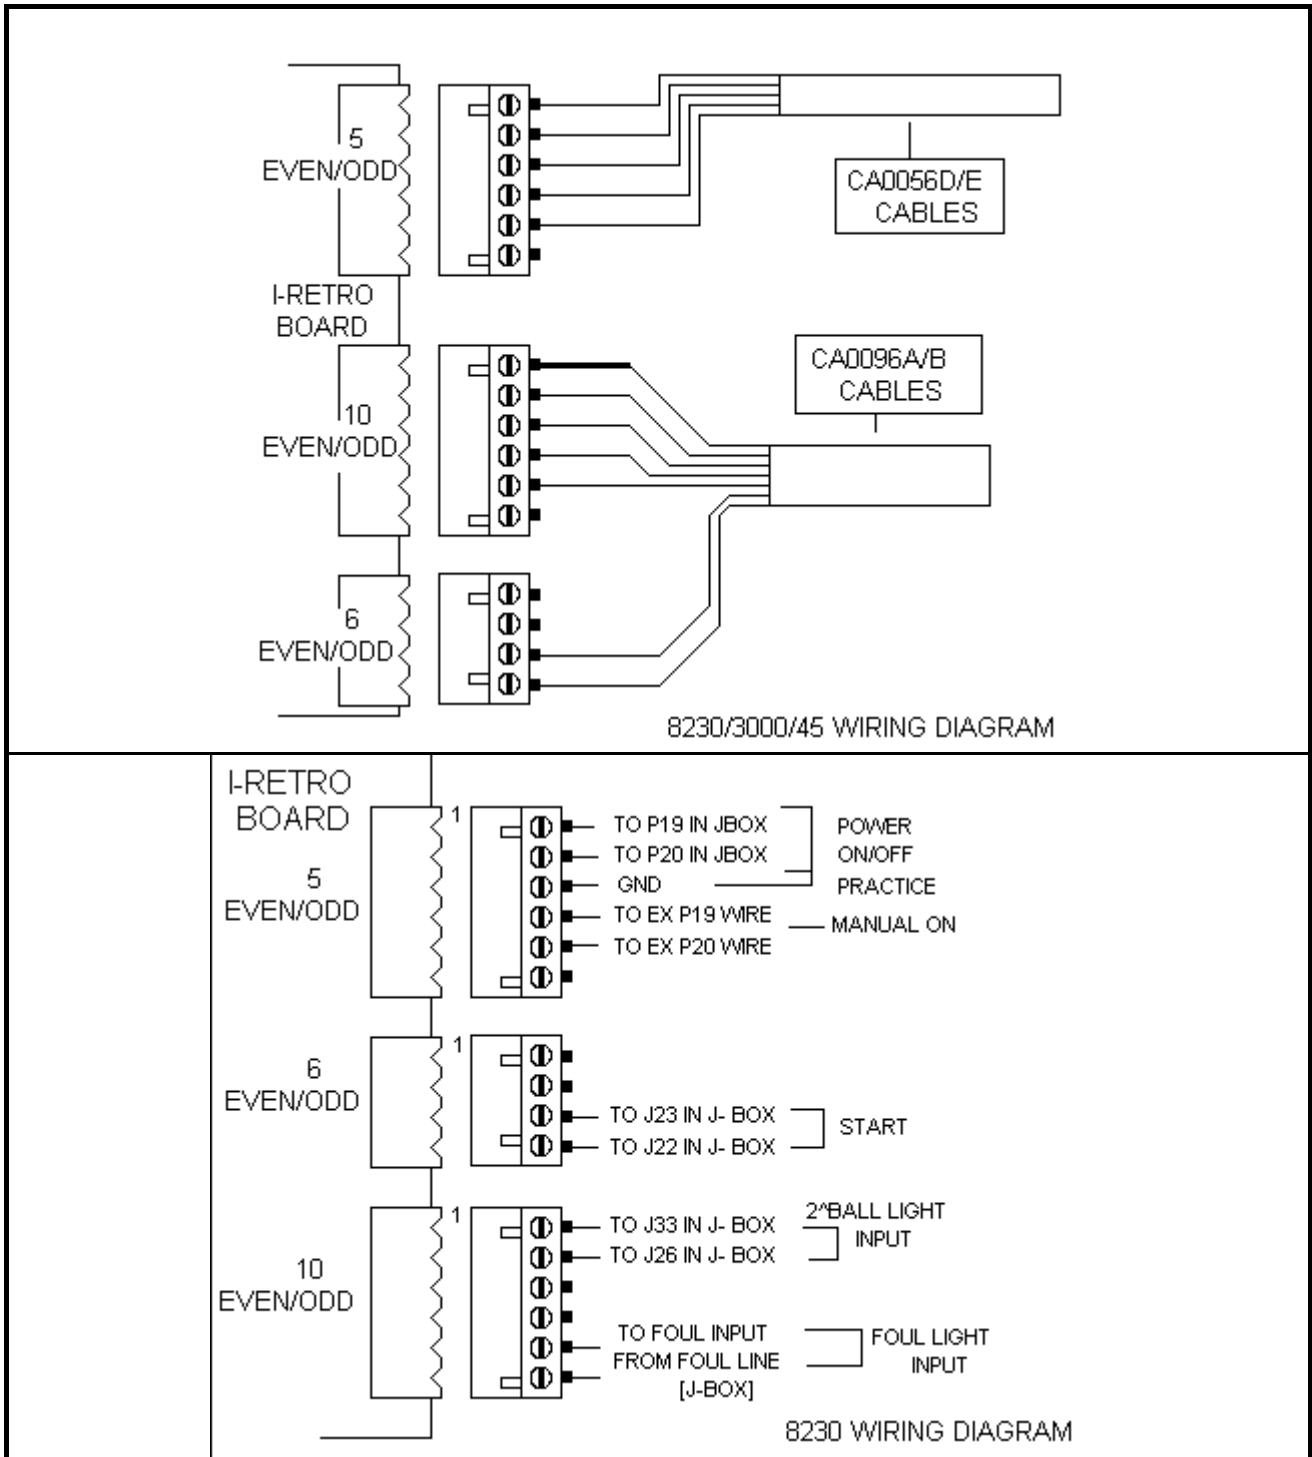 5
EVEN/ODD
CA0056D/E
CABLES
I-RETRO
BOARD
CA0096A/B
CABLES
10
EVEN/ODD
6
EVEN/ODD
8230/3000/45 WIRING DIAGRAM
I-RETRO
BOARD
5
EVEN/ODD
1
TO P19 IN JBOX
TO P20 IN JBOX
GND
POWER
ON/OFF
PRACTICE
TO EX P19 WIRE
TO EX P20 WIRE
MANUAL ON
6
EVEN/ODD
1
TO J23 IN J- BOX
TO J22 IN J- BOX
START
10
EVEN/ODD
1
TO J33 IN J- BOX
TO J26 IN J- BOX
2^BALL LIGHT
INPUT
TO FOUL INPUT
FROM FOUL LINE
[J-BOX]
FOUL LIGHT
INPUT
8230 WIRING DIAGRAM